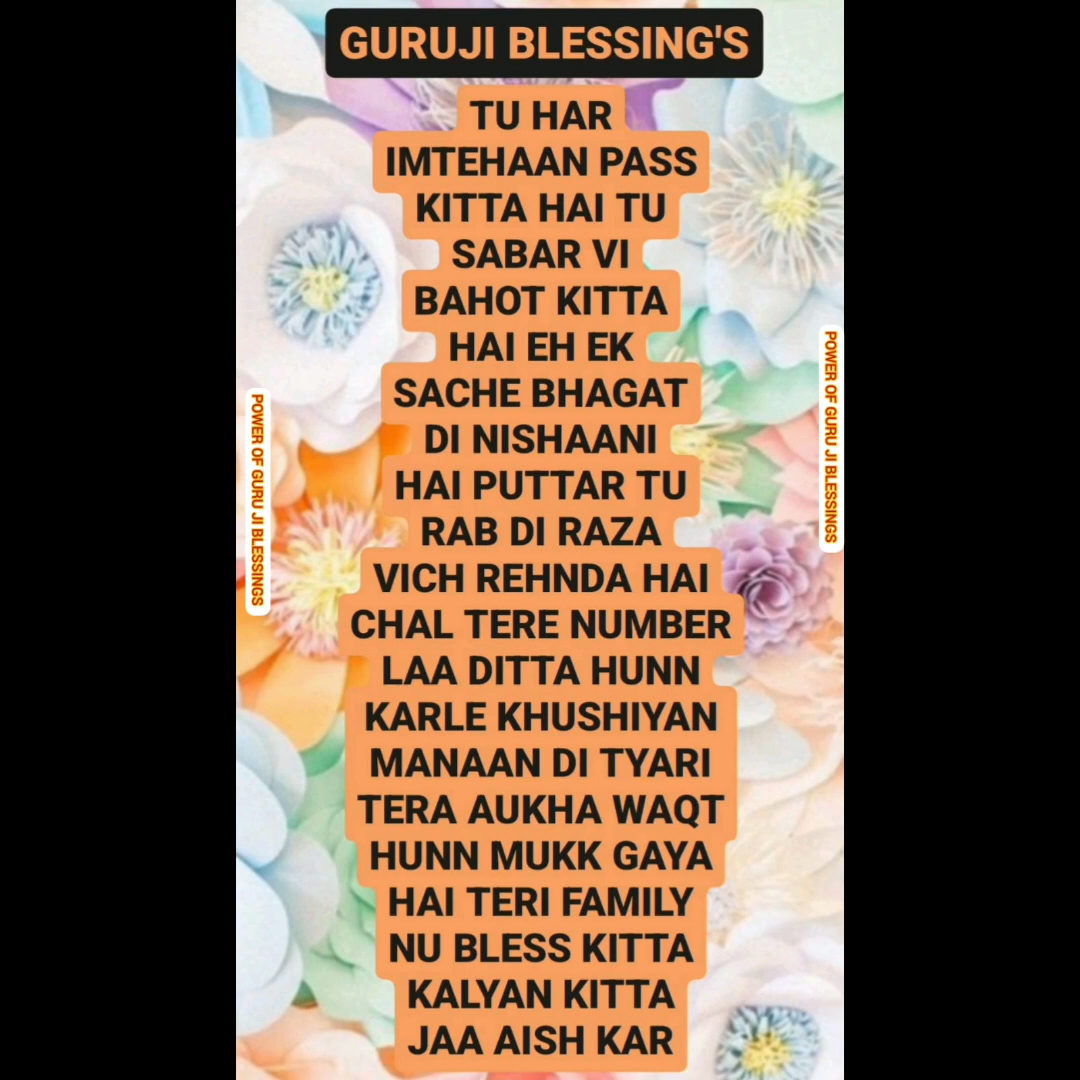 GURUJI BLESSING'S
TU HAR
IMTEHAAN PASS
KITTA HAI TU
SABAR VI
BAHOT KITTA
HAI EH EK
SACHE BHAGAT
DI NISHAANI
HAI PUTTAR TU
RAB DI RAZA
VICH REHNDA HAI
CHAL TERE NUMBER
LAA DITTA HUNN
KARLE KHUSHIYAN
MANAAN DI TYARI
TERA AUKHA WAQT
HUNN MUKK GAYA
HAI TERI FAMILY
NU BLESS KITTA
KALYAN KITTA
JAA AISH KAR
POWER OF GURU JI BLESSINGS
POWER OF GURU JI BLESSINGS